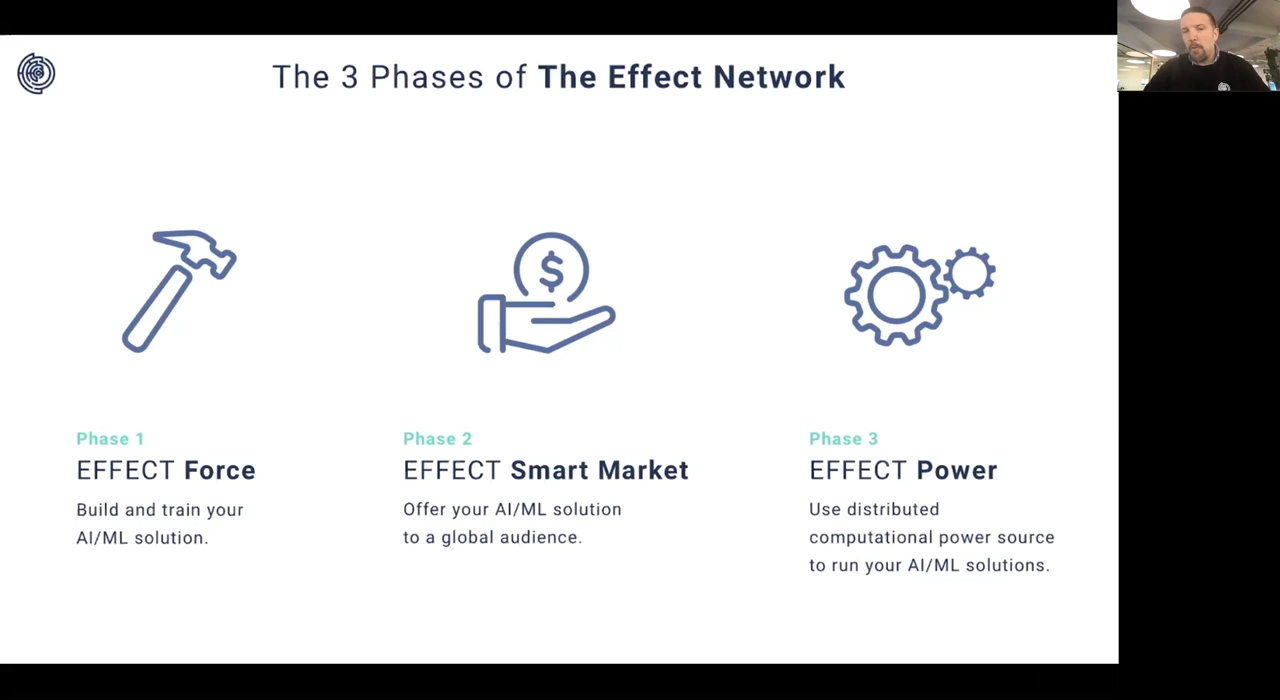 The 3 Phases of The Effect Network
$
Phase 1
EFFECT Force
Build and train your
AI/ML solution.
Phase 2
EFFECT Smart Market
Offer your AI/ML solution
to a global audience.
Phase 3
EFFECT Power
Use distributed
computational power source
to run your AI/ML solutions.